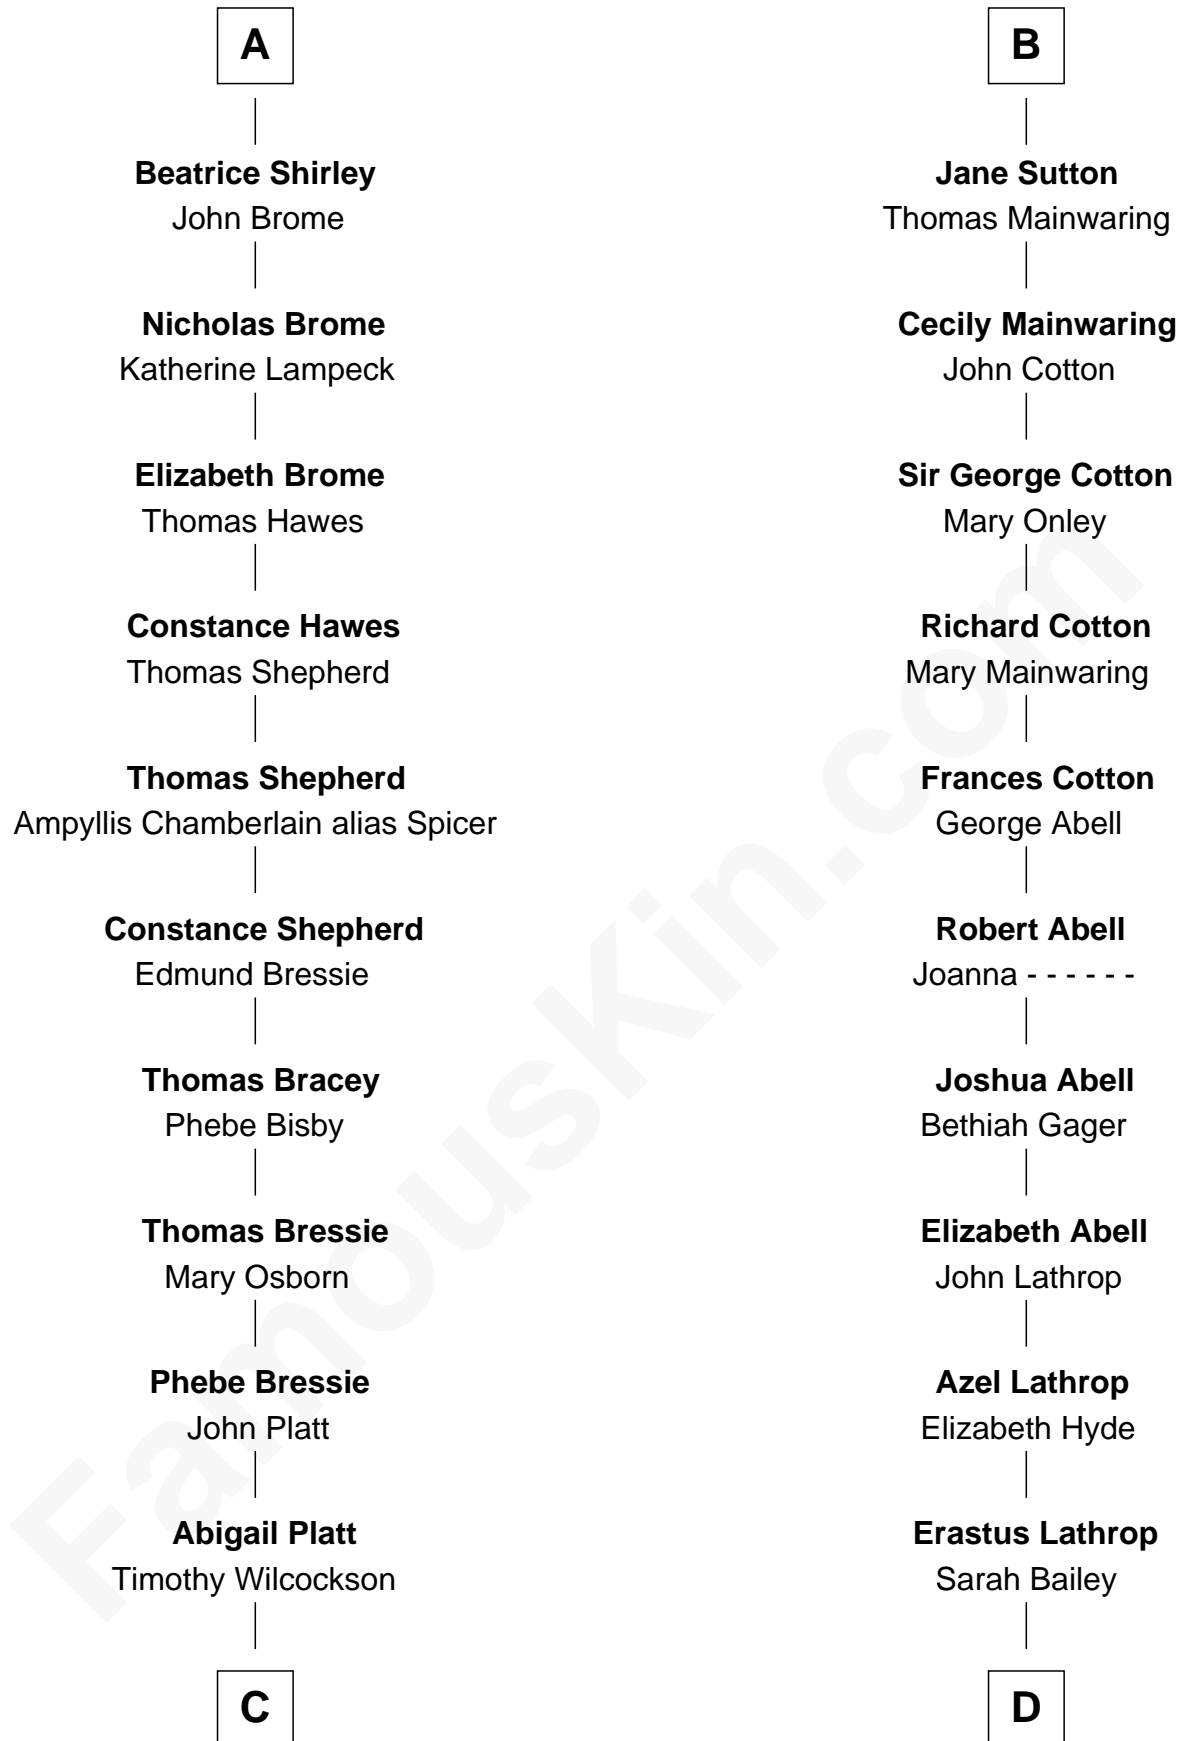 A
Beatrice Shirley
John Brome
Nicholas Brome
Katherine Lampeck
Elizabeth Brome
Thomas Hawes
Constance Hawes
Thomas Shepherd
Thomas Shepherd
Ampyllis Chamberlain alias Spicer
Constance Shepherd
Edmund Bressie
Thomas Bracey
Phebe Bisby
Thomas Bressie
Mary Osborn
Phebe Bressie
John Platt
Abigail Platt
Timothy Wilcockson
C
B
Jane Sutton
Thomas Mainwaring
Cecily Mainwaring
John Cotton
Sir George Cotton
Mary Onley
Richard Cotton
Mary Mainwaring
Frances Cotton
George Abell
Robert Abell
Joanna - - - - - -
Joshua Abell
Bethiah Gager
Elizabeth Abell
John Lathrop
Azel Lathrop
Elizabeth Hyde
Erastus Lathrop
Sarah Bailey
D
FamousKin.com